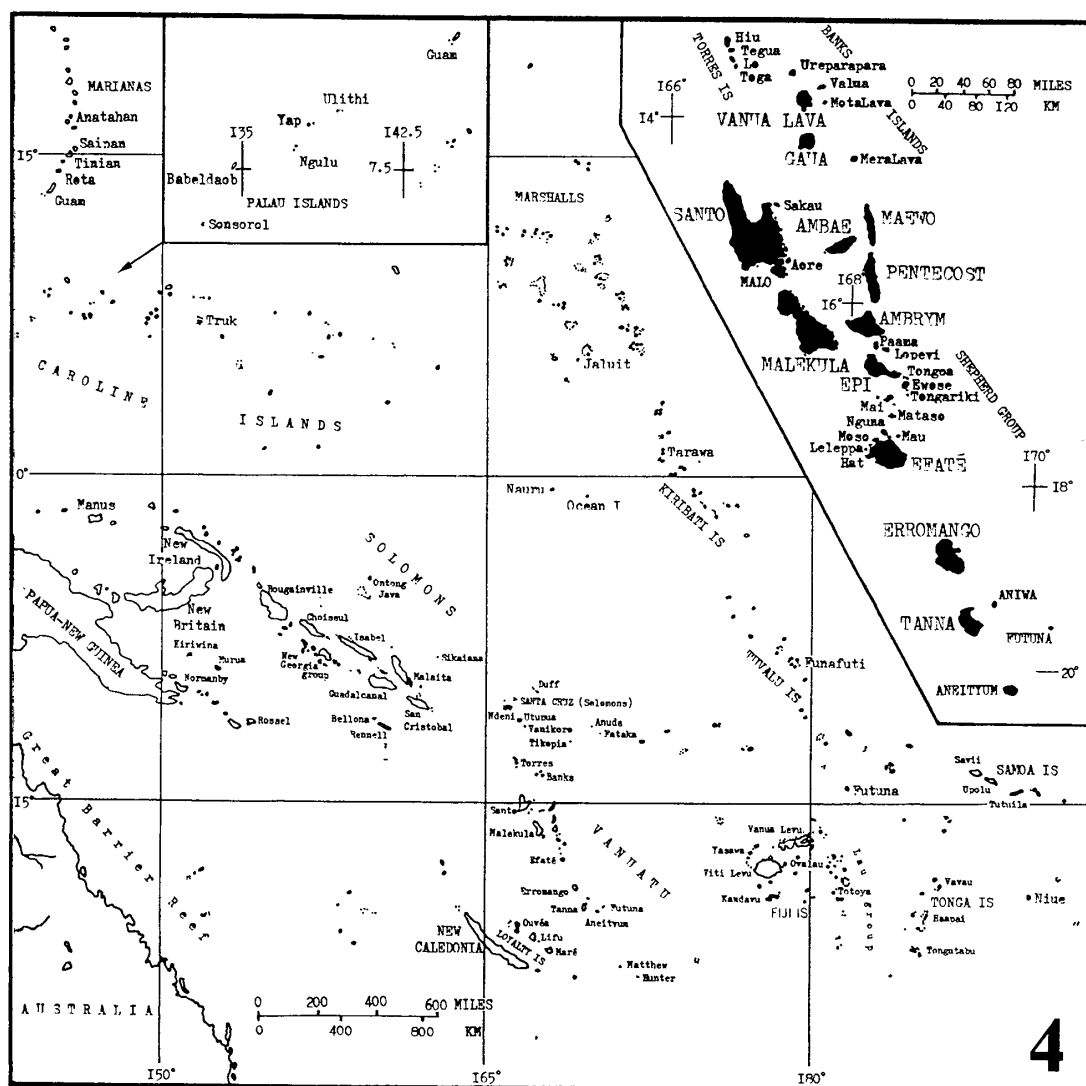 MARIANAS
Anatahan
Saipan
Tinian
Rota
Guam
15°
Guam
Ulithi
Yap
135
142.5
Ngulu
7.5
Babeldaob
PALAU ISLANDS
Sonsorol
TORRES IS
BANKS
ISLANDS
Hiu
Tegua
Lo
Toga
Ureparapara
Valua
MotaLava
0 20 40 60 80 MILES
0 40 80 120 KM
166°
14°
VANUA LAVA
GAUA
MeraLava
SANTO
Sakau
AMBAE
MAEWO
Aore
MALO
PENTECOST
168°
16°
AMBRYM
Paama
Lopevi
MALEKULA
EPI
Tongoa
Ewose
Tongariki
SHEPHERD GROUP
Mai
Mataso
Nguna
Moso
Mau
Leleppa
Hat
EFATÉ
170°
18°
ERROMANGO
ANIWA
TANNA
FUTUNA
20°
ANEITYUM
MARSHALLS
Jaluit
Truk
CAROLINE
ISLANDS
0°
Tarawa
Nauru
Ocean I
KIRIBATI IS
Manus
New
Ireland
SOLOMONS
Bougainville
Ontong
Java
New
Britain
PAPUA-NEW GUINEA
Choiseul
Isabel
Kiriwina
Murua
New
Georgia
group
Sikaiana
Normanby
Malaita
Guadalcanal
Rossel
Bellona
Rennell
San
Cristobal
TUVALU IS
Funafuti
Duff
SANTA CRUZ (Solomons)
Ndeni
Utupua
Vanikoro
Tikopia
Anuda
Fataka
Torres
Banks
Savii
SAMOA IS
Upolu
Tutuila
Futuna
15°
Great Barrier Reef
Santo
Malekula
VANUATU
Efaté
Vanua Levu
Yasawa
Viti Levu
Ovalau
Kandavu
FIJI IS
Lau group
Totoya
Vavau
TONGA IS
Haapai
Tongutabu
Niue
Erromango
Tanna
Futuna
Aneityum
NEW
CALEDONIA
Ouvéa
LOYALTY IS
Lifu
Maré
Matthew
Hunter
0 200 400 600 MILES
0 400 800 KM
AUSTRALIA
4
150°
165°
180°